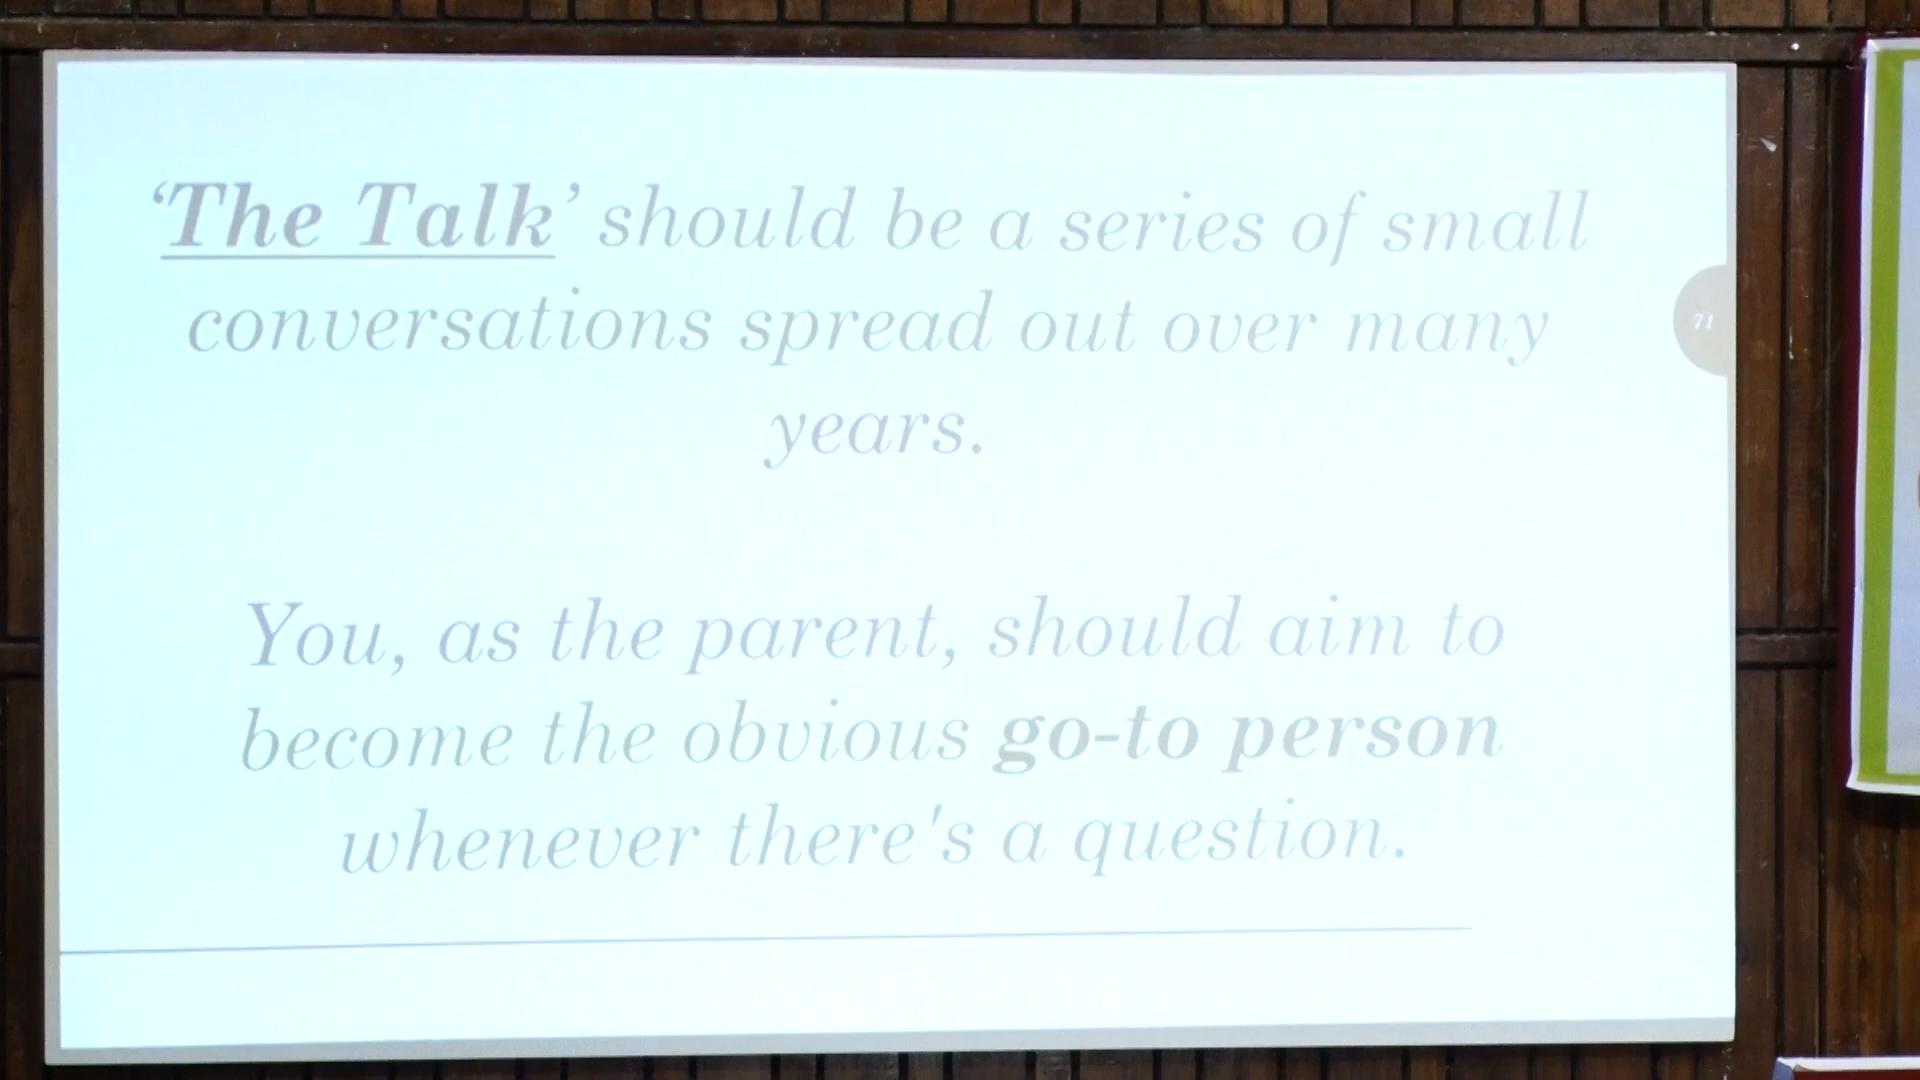 ‘The Talk’ should be a series of small
conversations spread out over many
years.
71
You, as the parent, should aim to
become the obvious go-to person
whenever there's a question.